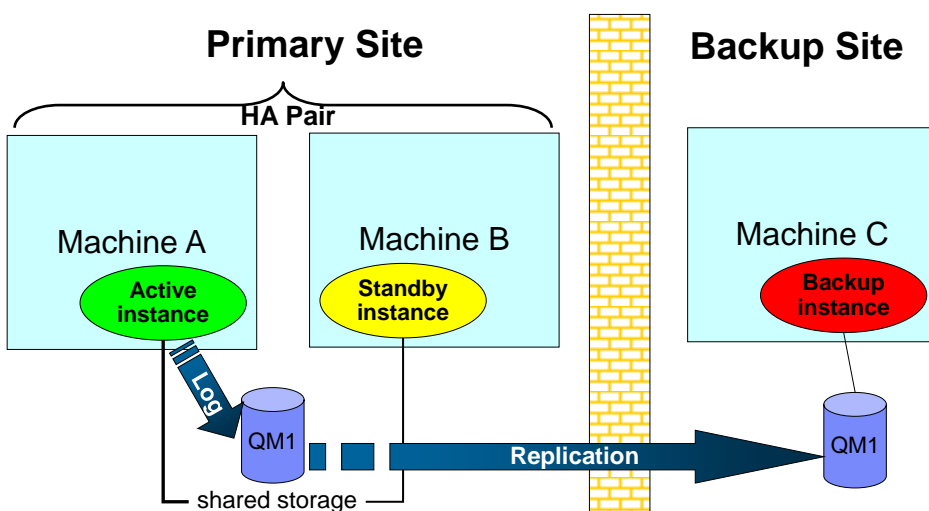 Primary Site
Backup Site
HA Pair
Machine A
Machine B
Machine C
Active
instance
Standby
instance
Backup
instance
Log
QM1
Replication
QM1
shared storage